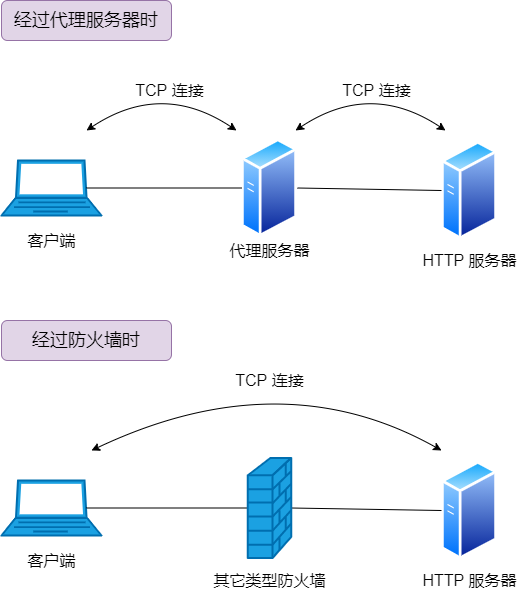 经过代理服务器时
TCP 连接
TCP 连接
客户端
代理服务器
HTTP 服务器
经过防火墙时
TCP 连接
客户端
其它类型防火墙
HTTP 服务器